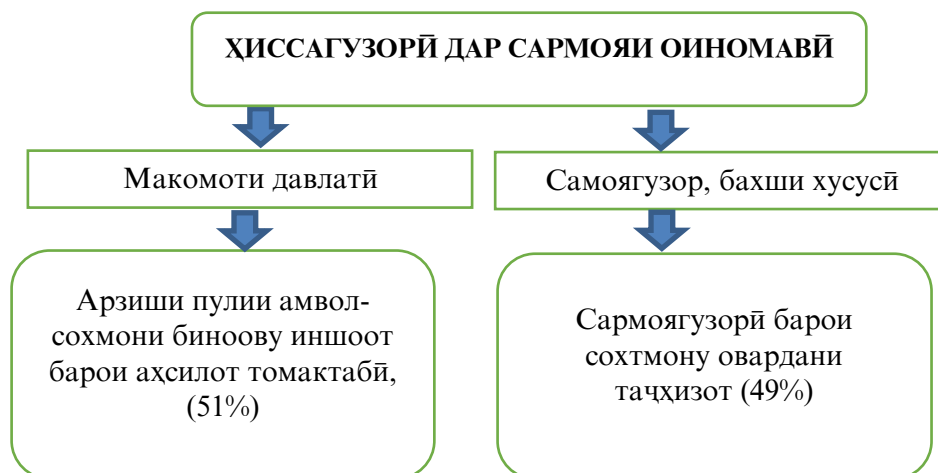 ҲИССАГУЗОРӢ ДАР САРМОЯИ ОИНОМАВӢ
Макомоти давлатӣ
Самоягузор, бахши хусусӣ
Арзиши пулии амвол-
сохмони биноову иншоот
барои аҳсилот томактабӣ,
(51%)
Сармоягузорӣ барои
сохтмону овардани
таҷҳизот (49%)